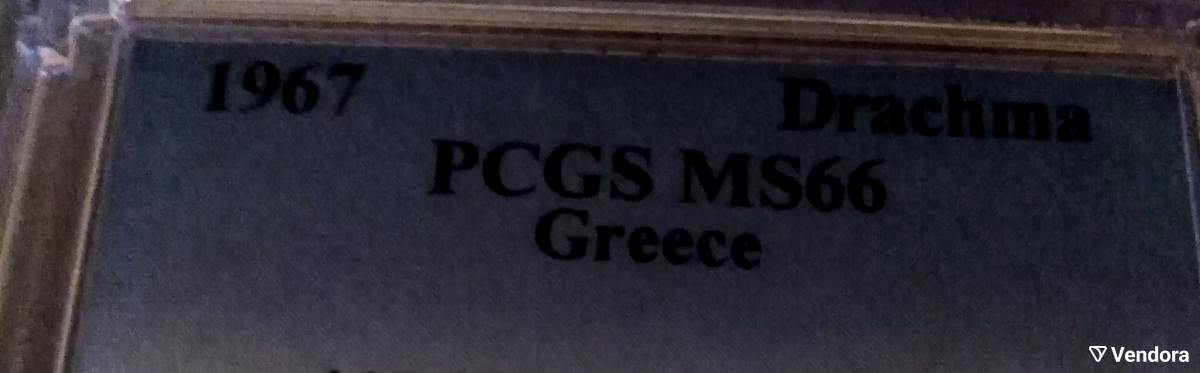 1967 Drachma
PCGS MS66
Greece
Vendora